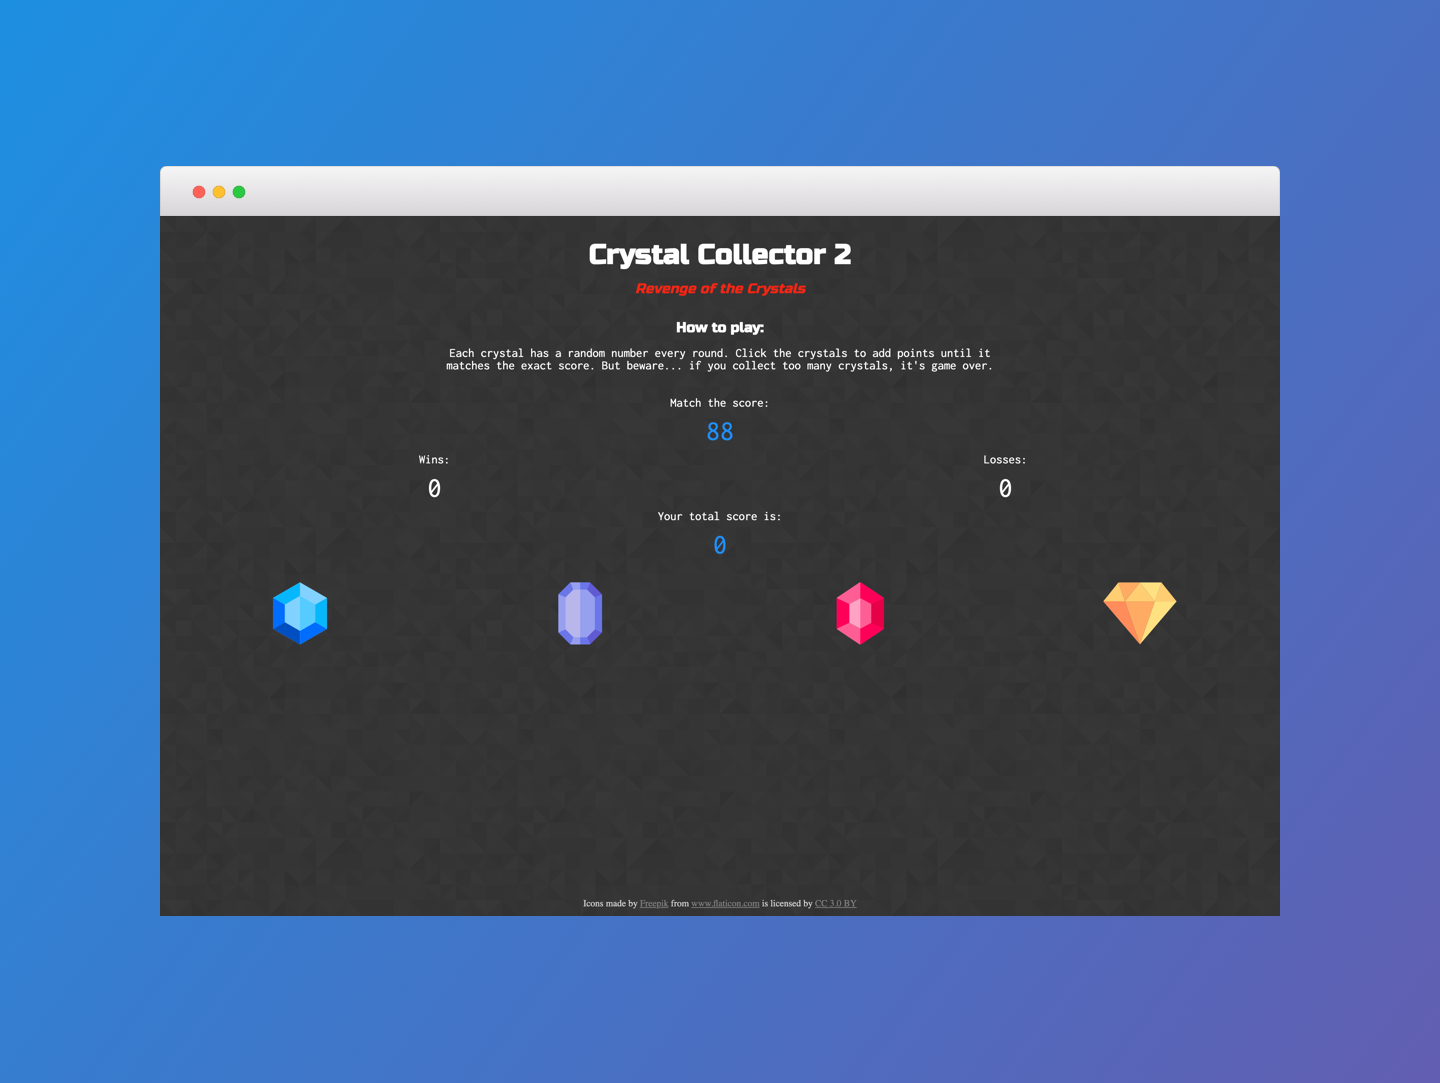 Crystal Collector 2
Revenge of the Crystals
How to play:
Each crystal has a random number every round. Click the crystals to add points until it
matches the exact score. But beware... if you collect too many crystals, it's game over.
Match the score:
88
Wins:
Losses:
0
0
Your total score is:
0
Icons made by Freepik from www.flaticon.com is licensed by CC 3.0 BY